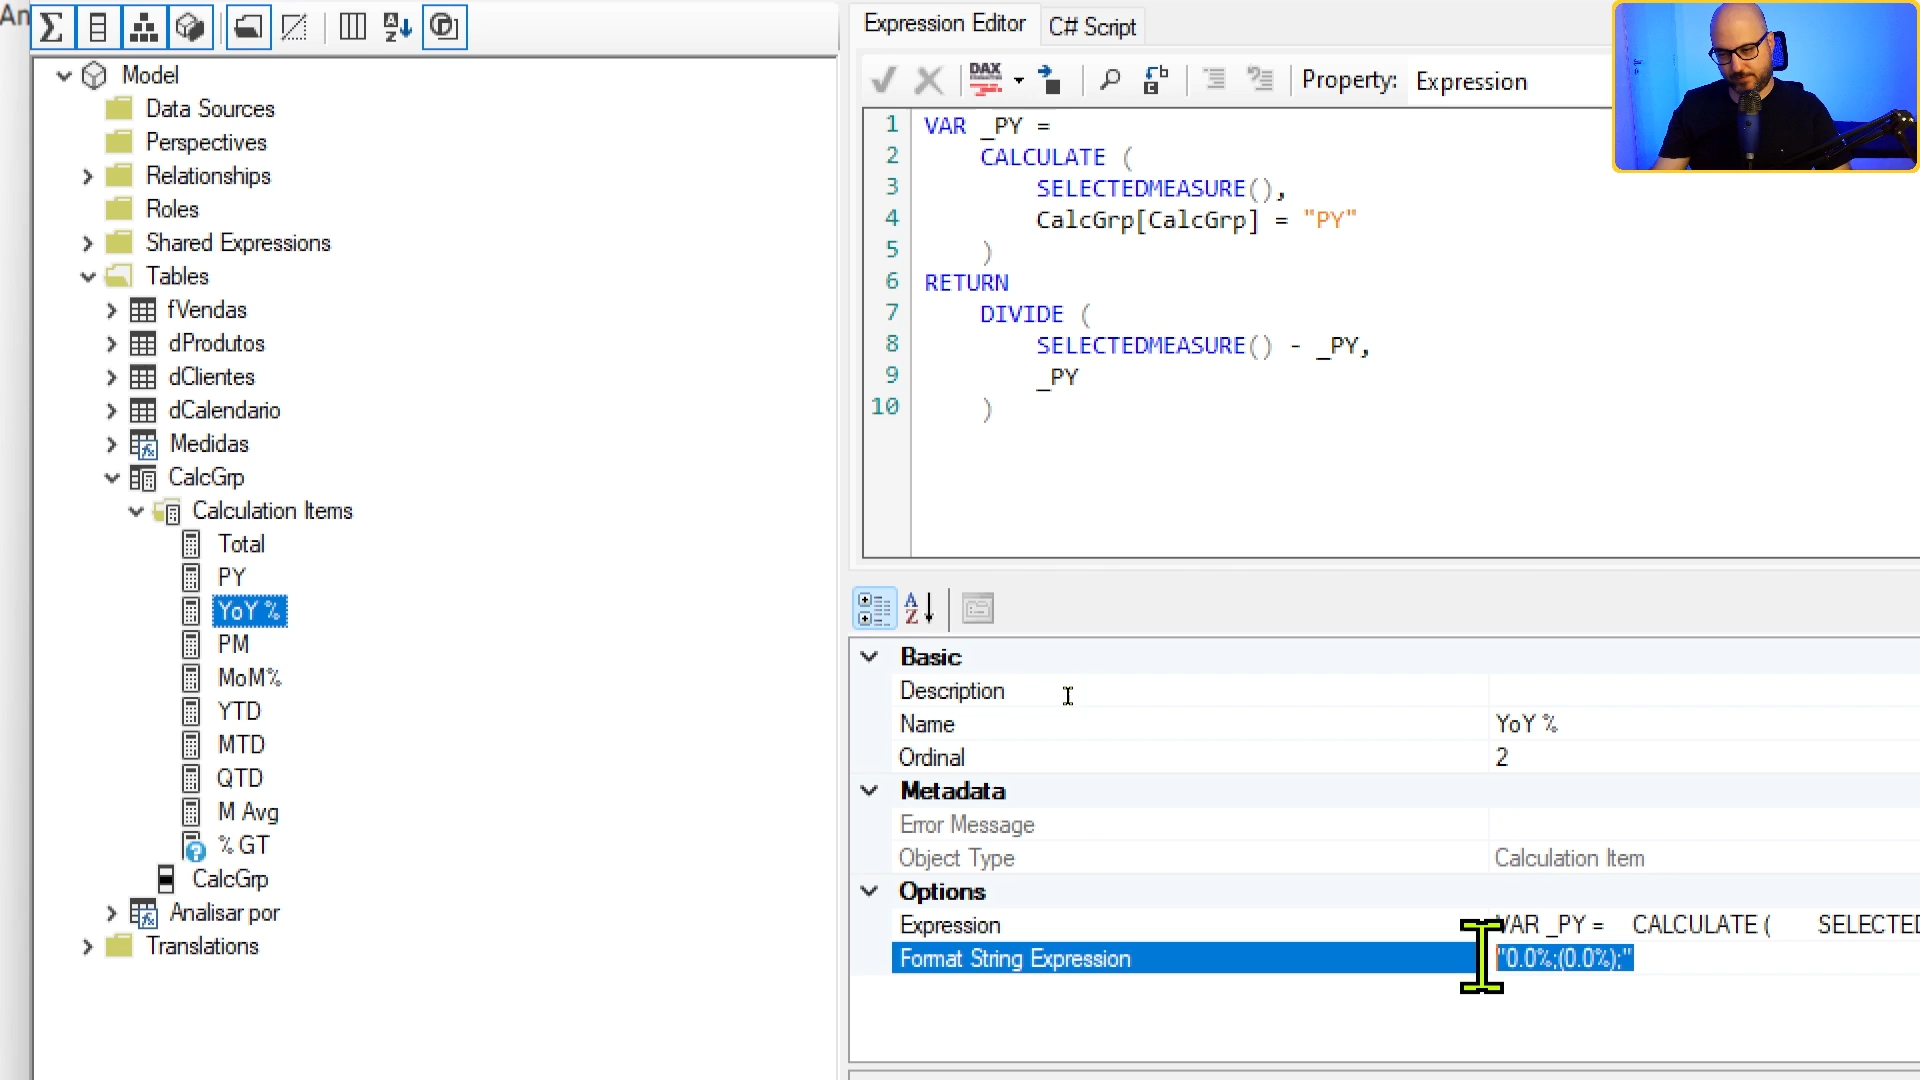 An
Model
Data Sources
Perspectives
Relationships
Roles
Shared Expressions
Tables
fVendas
dProdutos
dClientes
dCalendario
Medidas
CalcGrp
Calculation Items
Total
PY
YoY %
PM
MoM%
YTD
MTD
QTD
M Avg
% GT
CalcGrp
Analisar por
Translations
Expression Editor
C# Script
DAX
Property:
Expression
1 VAR _PY =
2 CALCULATE (
3 SELECTEDMEASURE(),
4 CalcGrp[CalcGrp] = "PY"
5 )
6 RETURN
7 DIVIDE (
8 SELECTEDMEASURE() - _PY,
9 _PY
10 )
Basic
Description
Name YoY %
Ordinal 2
Metadata
Error Message
Object Type Calculation Item
Options
Expression VAR _PY = CALCULATE ( SELECTED
Format String Expression "0.0%;(0.0%);"